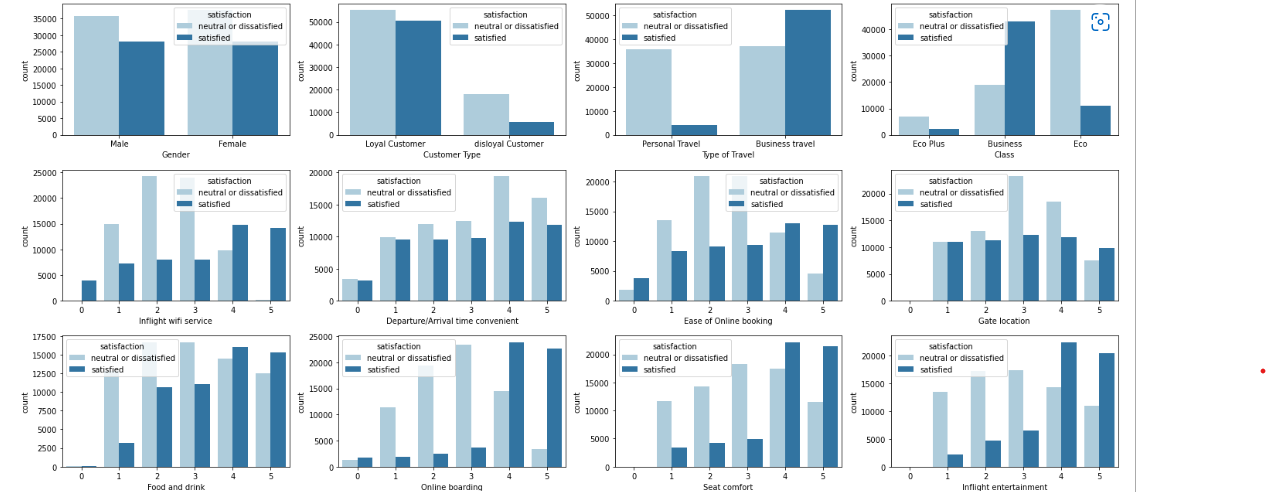 satisfaction
neutral or dissatisfied
satisfied
count
35000
30000
25000
20000
15000
10000
5000
0
Male
Female
Gender
satisfaction
neutral or dissatisfied
satisfied
count
50000
40000
30000
20000
10000
0
Loyal Customer
disloyal Customer
Customer Type
satisfaction
neutral or dissatisfied
satisfied
count
50000
40000
30000
20000
10000
0
Personal Travel
Business travel
Type of Travel
satisfaction
neutral or dissatisfied
satisfied
count
40000
30000
20000
10000
0
Eco Plus
Business
Eco
Class
satisfaction
neutral or dissatisfied
satisfied
count
25000
20000
15000
10000
5000
0
0 1 2 3 4 5
Inflight wifi service
satisfaction
neutral or dissatisfied
satisfied
count
20000
15000
10000
5000
0
0 1 2 3 4 5
Departure/Arrival time convenient
satisfaction
neutral or dissatisfied
satisfied
count
20000
15000
10000
5000
0
0 1 2 3 4 5
Ease of Online booking
satisfaction
neutral or dissatisfied
satisfied
count
20000
15000
10000
5000
0
0 1 2 3 4 5
Gate location
satisfaction
neutral or dissatisfied
satisfied
count
17500
15000
12500
10000
7500
5000
2500
0
0 1 2 3 4 5
Food and drink
satisfaction
neutral or dissatisfied
satisfied
count
25000
20000
15000
10000
5000
0
0 1 2 3 4 5
Online boarding
satisfaction
neutral or dissatisfied
satisfied
count
20000
15000
10000
5000
0
0 1 2 3 4 5
Seat comfort
satisfaction
neutral or dissatisfied
satisfied
count
20000
15000
10000
5000
0
0 1 2 3 4 5
Inflight entertainment